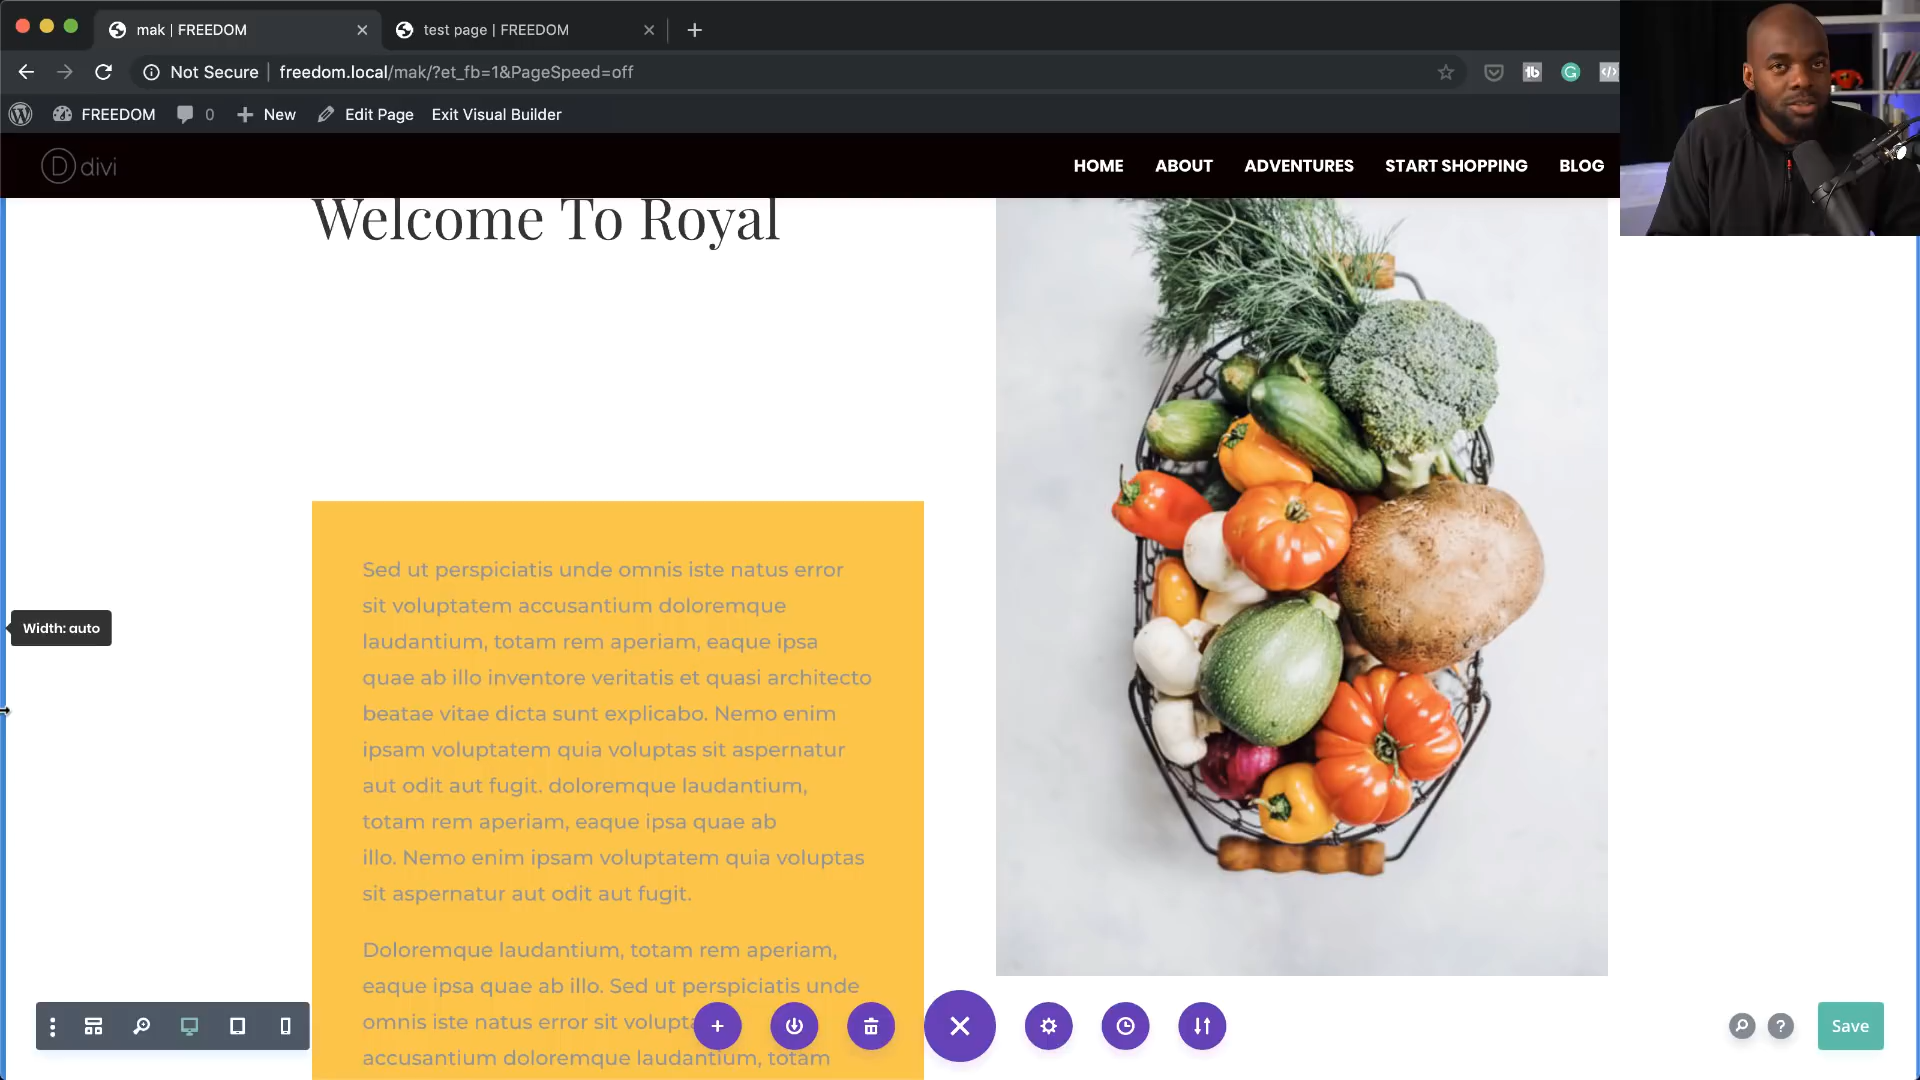 mak | FREEDOM
test page | FREEDOM
Not Secure
freedom.local/mak/?et_fb=1&PageSpeed=off
FREEDOM
0
New
Edit Page
Exit Visual Builder
D divi
HOME
ABOUT
ADVENTURES
START SHOPPING
BLOG
Welcome To Royal
Sed ut perspiciatis unde omnis iste natus error
sit voluptatem accusantium doloremque
laudantium, totam rem aperiam, eaque ipsa
quae ab illo inventore veritatis et quasi architecto
beatae vitae dicta sunt explicabo. Nemo enim
ipsam voluptatem quia voluptas sit aspernatur
aut odit aut fugit. doloremque laudantium,
totam rem aperiam, eaque ipsa quae ab
illo. Nemo enim ipsam voluptatem quia voluptas
sit aspernatur aut odit aut fugit.
Width: auto
Doloremque laudantium, totam rem aperiam,
eaque ipsa quae ab illo. Sed ut perspiciatis unde
omnis iste natus error sit volupta
accusantium doloremque laudantium, totam
Save